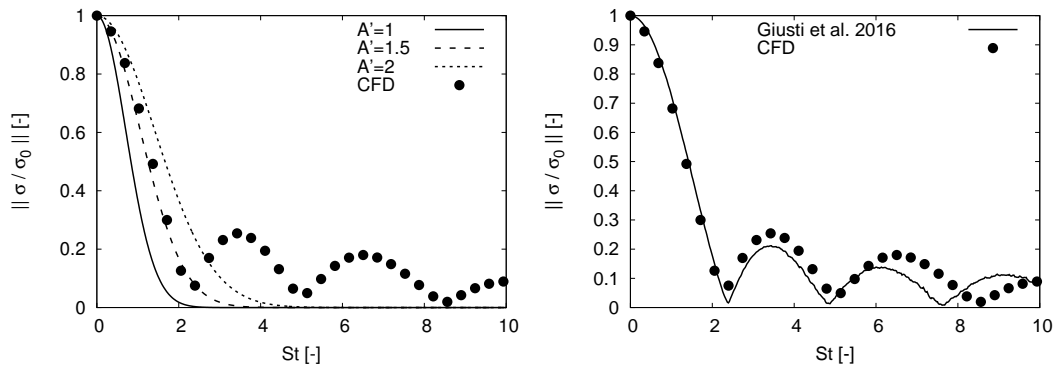 || σ / σ0 || [-]
1
0.8
0.6
0.4
0.2
0
0
2
4
6
8
10
St [-]
A'=1
A'=1.5
A'=2
CFD
|| σ / σ0 || [-]
1
0.9
0.8
0.7
0.6
0.5
0.4
0.3
0.2
0.1
0
0
2
4
6
8
10
St [-]
Giusti et al. 2016
CFD